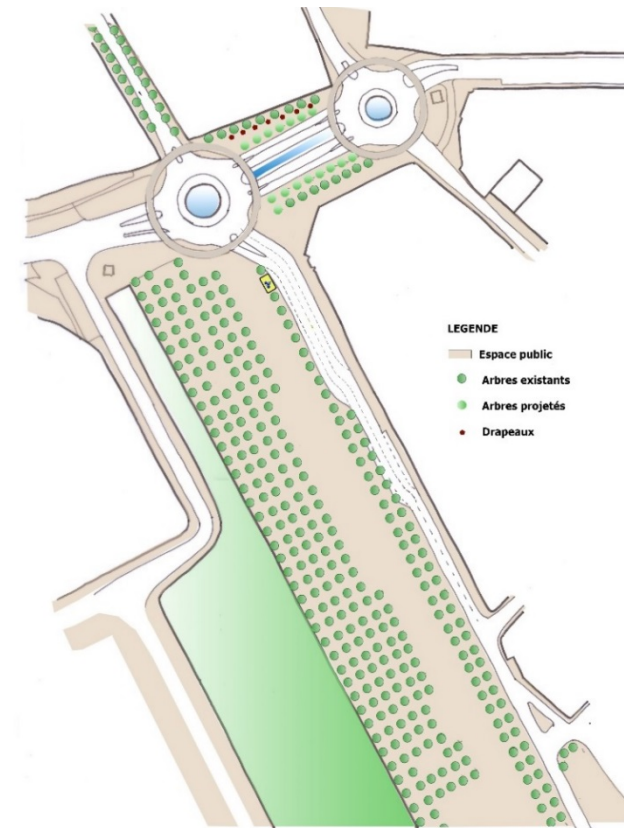 LEGENDE
Espace public
Arbres existants
Arbres projetés
Drapeaux